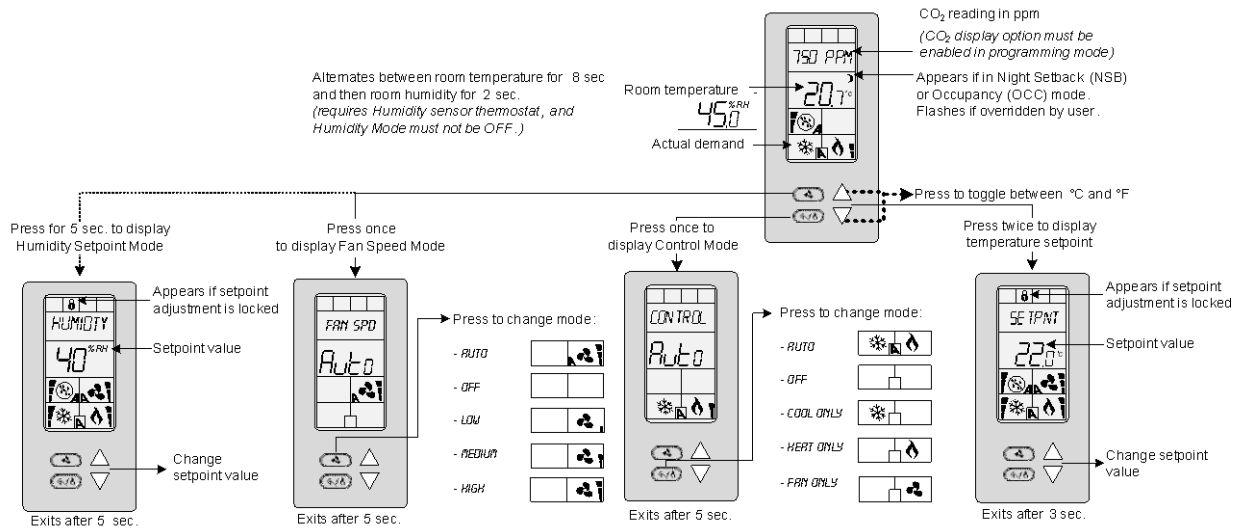 CO2 reading in ppm
(CO2 display option must be
enabled in programming mode)
750 PPM
Alternates between room temperature for 8 sec
and then room humidity for 2 sec.
(requires Humidity sensor thermostat, and
Humidity Mode must not be OFF.)
Room temperature
20.7°C
45.0 %RH
Appears if in Night Setback (NSB)
or Occupancy (OCC) mode.
Flashes if overridden by user.
A
Actual demand
A
Press to toggle between °C and °F
Press for 5 sec. to display
Humidity Setpoint Mode
Press once
to display Fan Speed Mode
Press once to
display Control Mode
Press twice to display
temperature setpoint
Appears if setpoint
adjustment is locked
HUMIDTY
40 %RH
Setpoint value
A A
A
Change
setpoint value
Exits after 5 sec.
FAN SPD
Auto
A
Press to change mode:
- AUTO
A
- OFF
- LOW
- MEDIUM
- HIGH
Exits after 5 sec.
CONTROL
Auto
A
Press to change mode:
- AUTO
A
- OFF
- COOL ONLY
- HEAT ONLY
- FAN ONLY
Exits after 5 sec.
SETPNT
22.0°C
A A
A
Appears if setpoint
adjustment is locked
Setpoint value
Change setpoint
value
Exits after 3 sec.